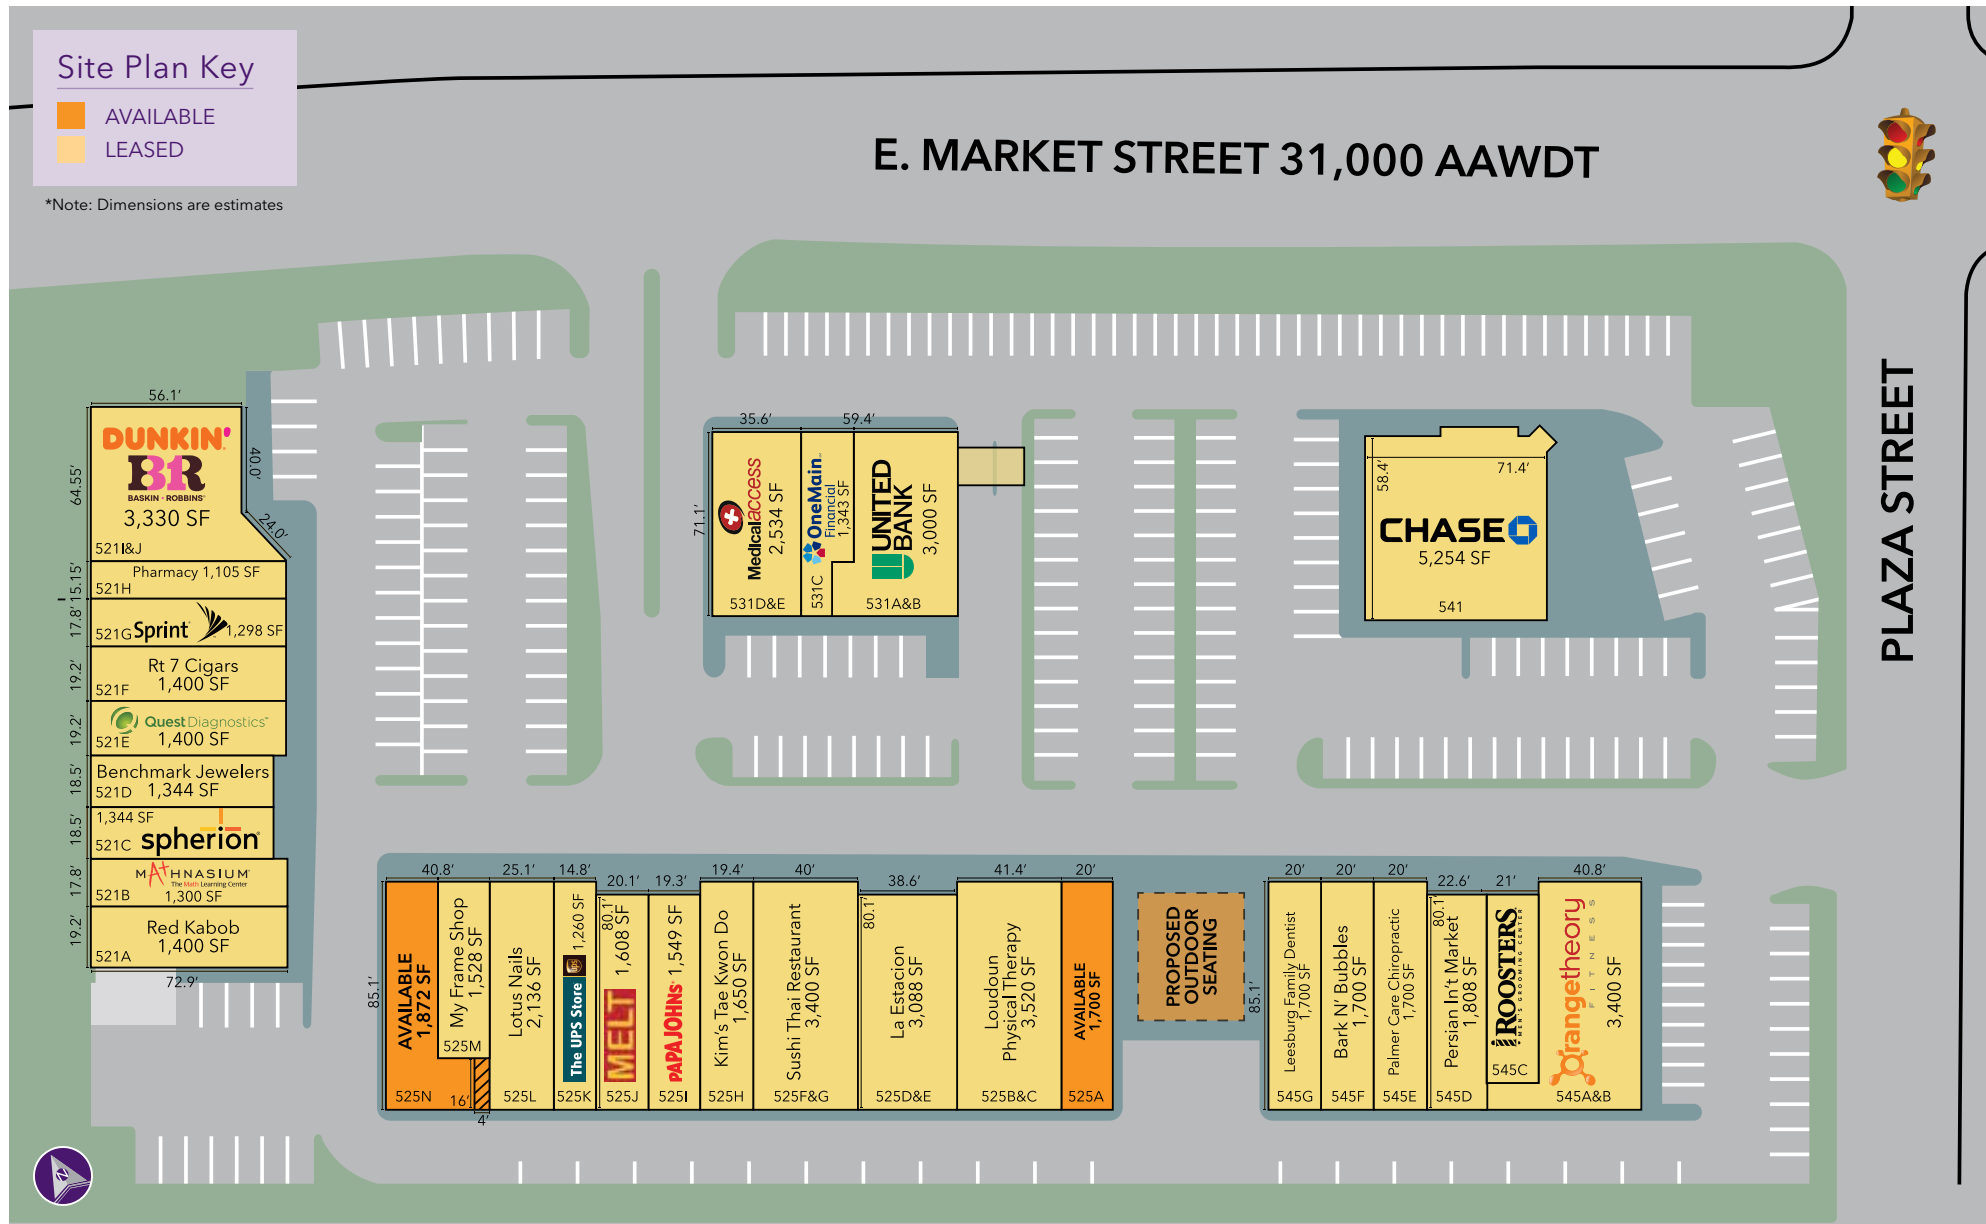 Site Plan Key
AVAILABLE
LEASED
*Note: Dimensions are estimates
E. MARKET STREET 31,000 AAWDT
PLAZA STREET
56.1′
64.55′
40.0′
24.0′
DUNKIN'
BR
BASKIN - ROBBINS
3,330 SF
521I&J
15.15′
Pharmacy 1,105 SF
521H
17.8′
521G
Sprint
1,298 SF
19.2′
Rt 7 Cigars
1,400 SF
521F
19.2′
Quest Diagnostics
1,400 SF
521E
18.5′
Benchmark Jewelers
521D
1,344 SF
18.5′
1,344 SF
521C
spherion
17.8′
MATHNASIUM
The Math Learning Center
521B
1,300 SF
19.2′
Red Kabob
1,400 SF
521A
72.9′
35.6′
59.4′
71.1′
Medicalaccess
2,534 SF
531D&E
OneMain
Financial
1,343 SF
531C
UNITED
BANK
3,000 SF
531A&B
58.4′
71.4′
CHASE
5,254 SF
541
40.8′
25.1′
14.8′
20.1′
19.3′
19.4′
40′
38.6′
41.4′
20′
85.1′
AVAILABLE
1,872 SF
525N
My Frame Shop
1,528 SF
525M
16′
4′
Lotus Nails
2,136 SF
525L
The UPS Store
ups
1,260 SF
525K
80.1′
MELT
1,608 SF
525J
PAPA JOHNS
1,549 SF
525I
Kim's Tae Kwon Do
1,650 SF
525H
Sushi Thai Restaurant
3,400 SF
525F&G
80.1′
La Estacion
3,088 SF
525D&E
Loudoun
Physical Therapy
3,520 SF
525B&C
AVAILABLE
1,700 SF
525A
PROPOSED
OUTDOOR
SEATING
85.1′
20′
20′
20′
22.6′
21′
40.8′
Leesburg Family Dentist
1,700 SF
545G
Bark N' Bubbles
1,700 SF
545F
Palmer Care Chiropractic
1,700 SF
545E
80.1′
Persian In't Market
1,808 SF
545D
ROOSTERS
MEN'S GROOMING CENTER
545C
Orangetheory
FITNESS
3,400 SF
545A&B
N